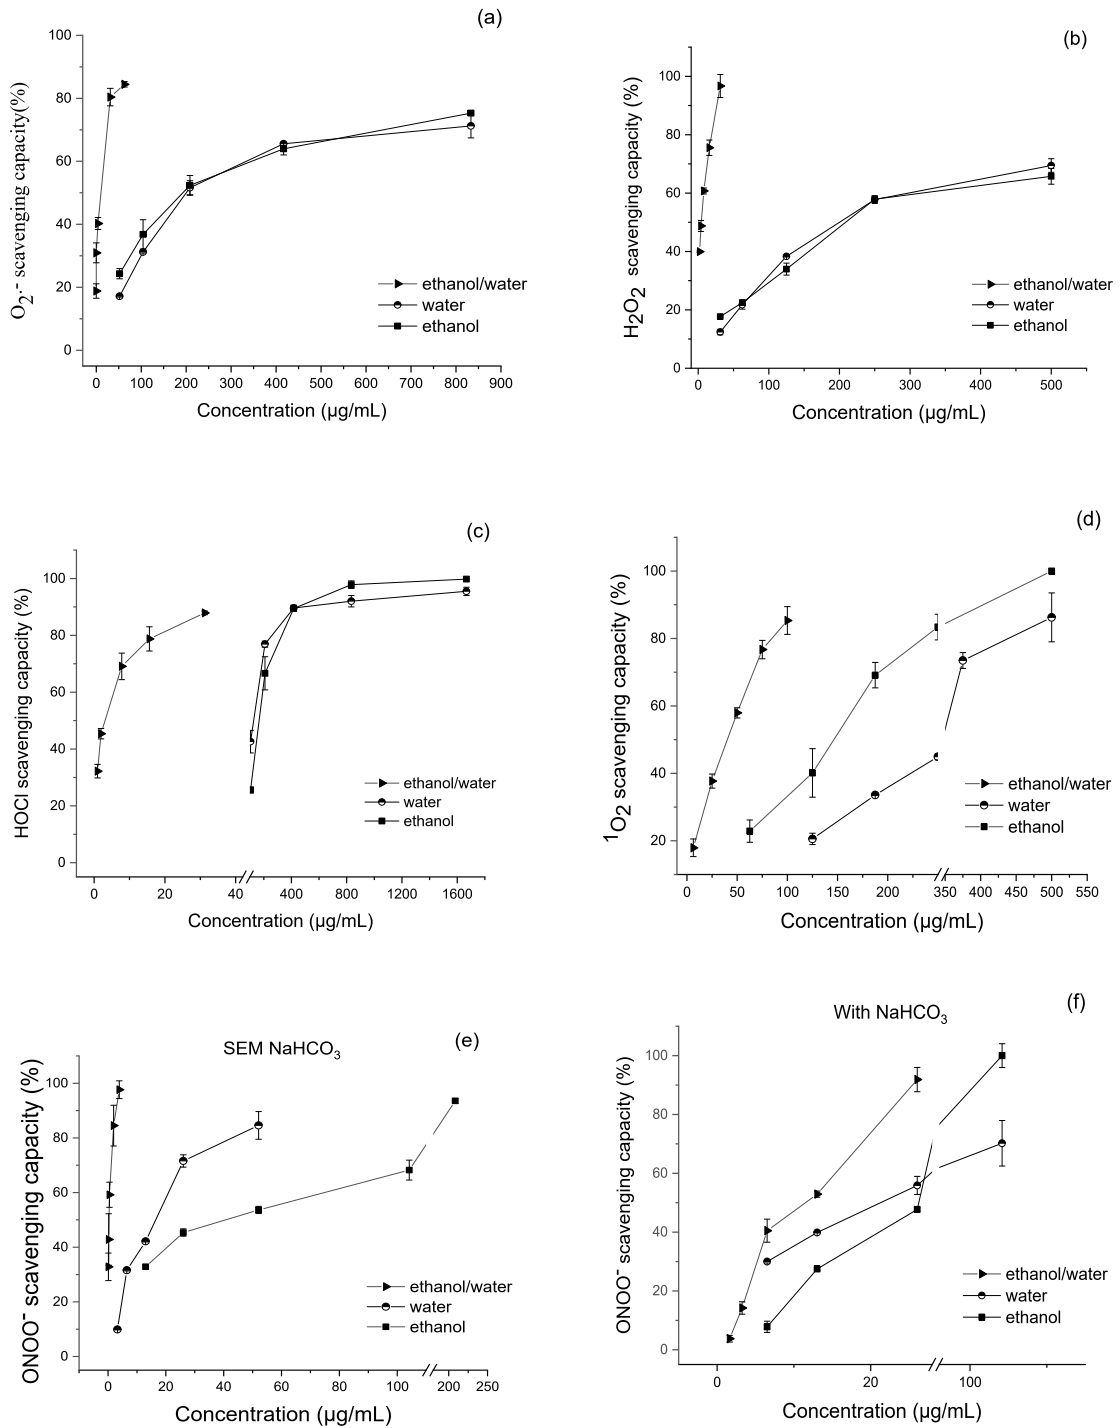 (a)
100
80
60
40
20
0
O2·- scavenging capacity(%)
ethanol/water
water
ethanol
0 100 200 300 400 500 600 700 800 900
Concentration (µg/mL)
(b)
100
80
60
40
20
0
H2O2 scavenging capacity (%)
ethanol/water
water
ethanol
0 100 200 300 400 500
Concentration (µg/mL)
(c)
100
80
60
40
20
0
HOCl scavenging capacity (%)
ethanol/water
water
ethanol
0 20 40 400 800 1200 1600
Concentration (µg/mL)
(d)
100
80
60
40
20
1O2 scavenging capacity (%)
ethanol/water
water
ethanol
0 50 100 150 200 350 400 450 500 550
Concentration (µg/mL)
(e)
SEM NaHCO3
100
80
60
40
20
0
ONOO- scavenging capacity (%)
ethanol/water
water
ethanol
0 20 40 60 80 100 200 250
Concentration (µg/mL)
(f)
With NaHCO3
100
80
60
40
20
0
ONOO- scavenging capacity (%)
ethanol/water
water
ethanol
0 20 100
Concentration (µg/mL)